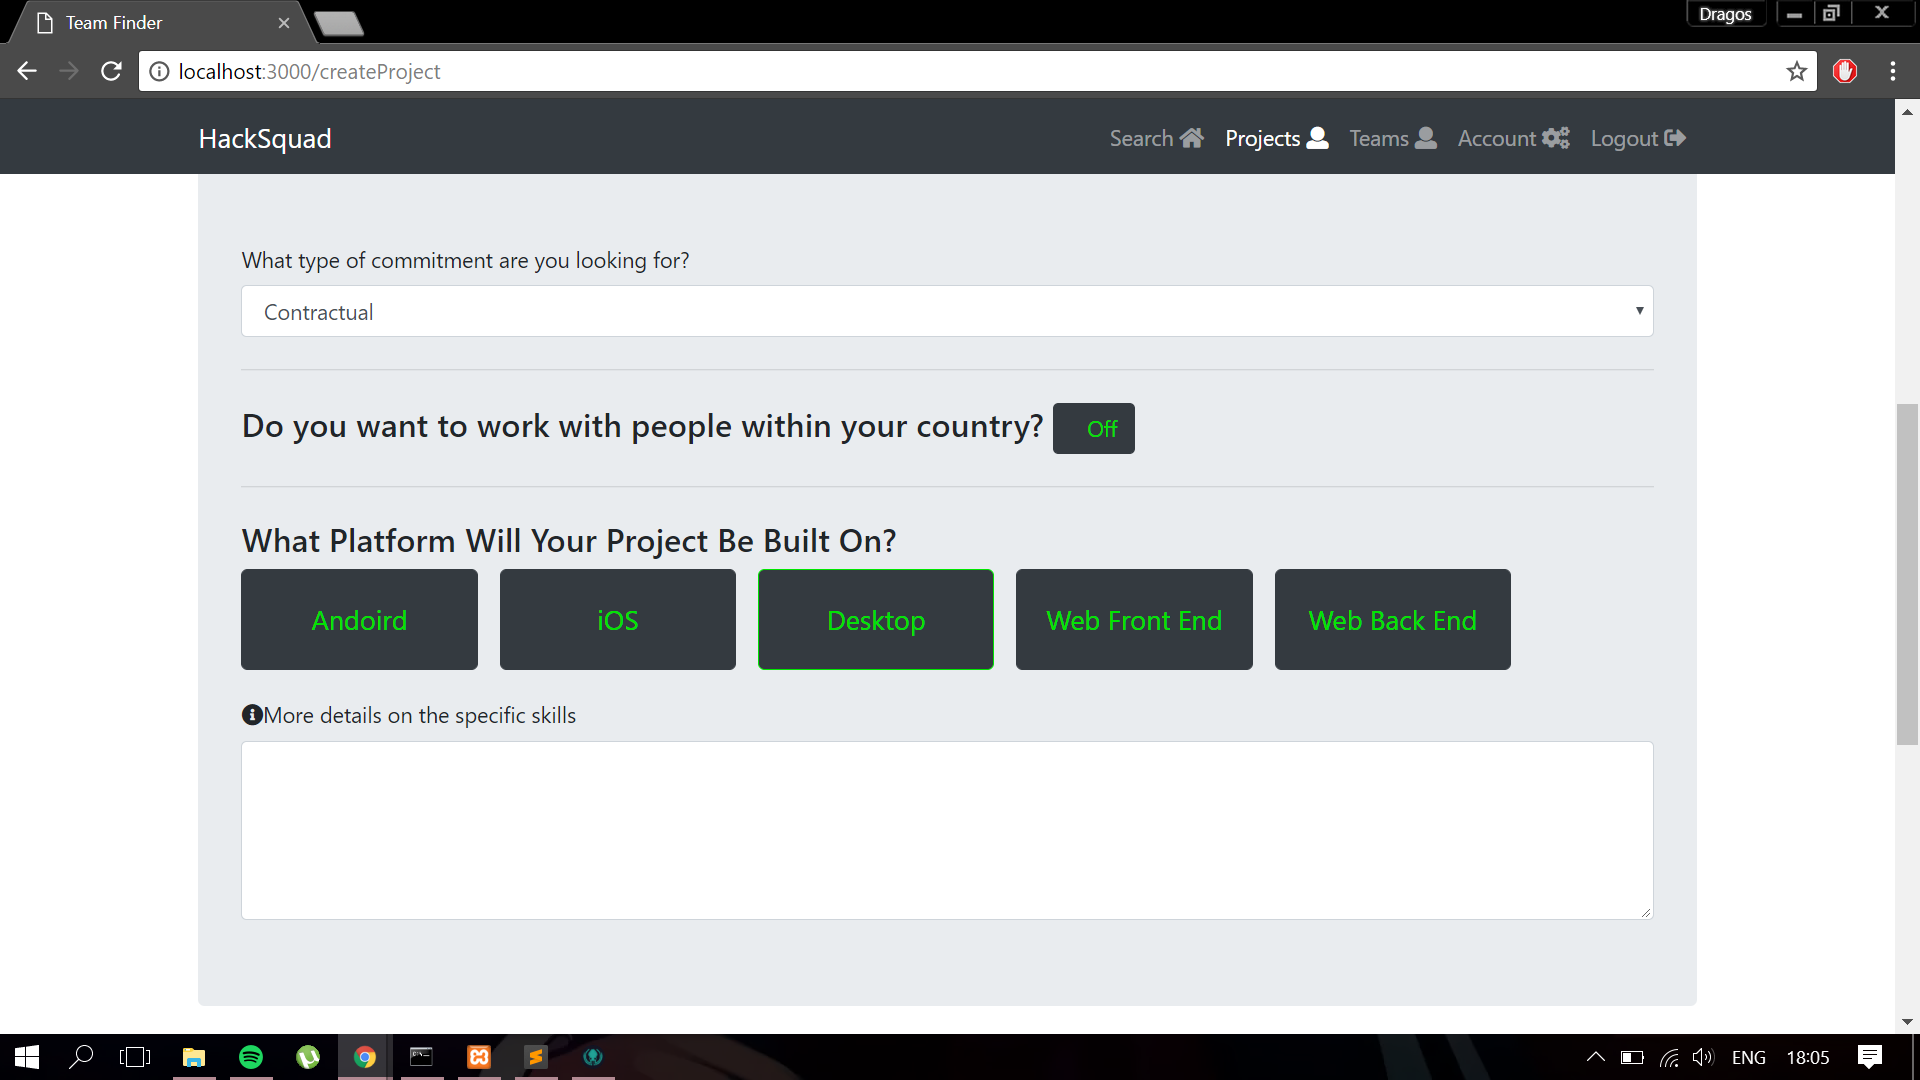 Team Finder
Dragos
localhost:3000/createProject
HackSquad
Search Projects Teams Account Logout
What type of commitment are you looking for?
Contractual
Do you want to work with people within your country? Off
What Platform Will Your Project Be Built On?
Andoird iOS Desktop Web Front End Web Back End
More details on the specific skills
ENG 18:05